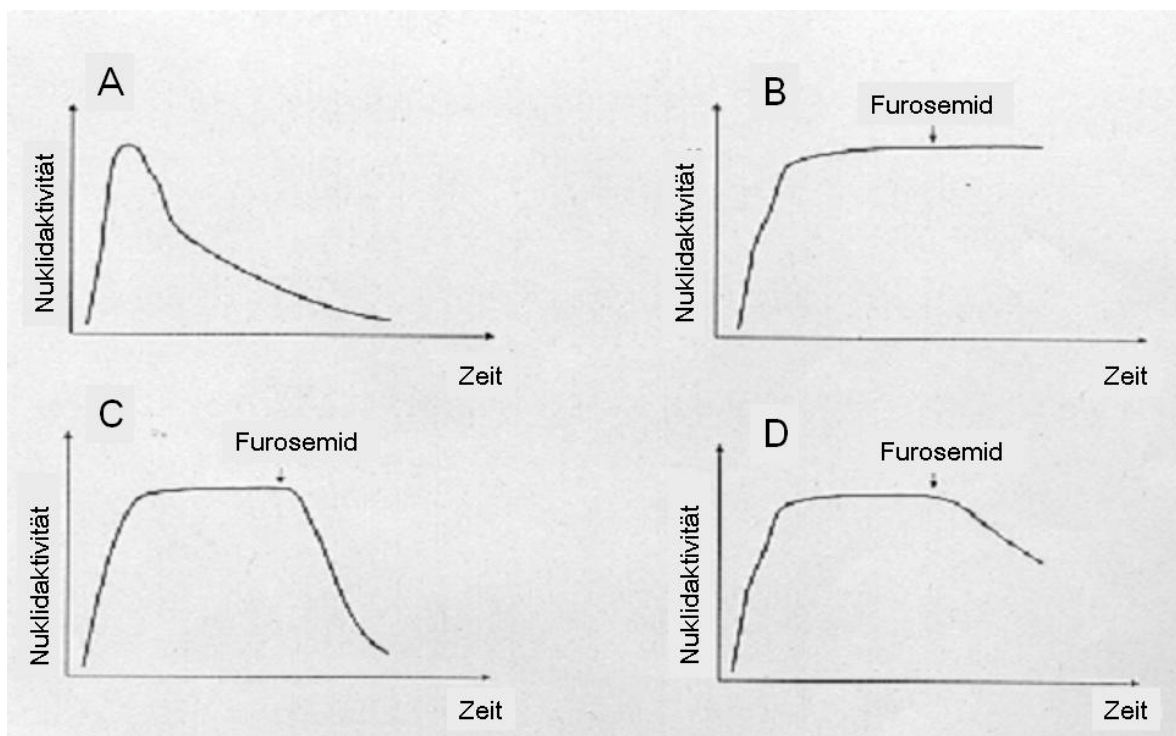 A
Nuklidaktivität
Zeit
B
Furosemid
Nuklidaktivität
Zeit
C
Furosemid
Nuklidaktivität
Zeit
D
Furosemid
Nuklidaktivität
Zeit